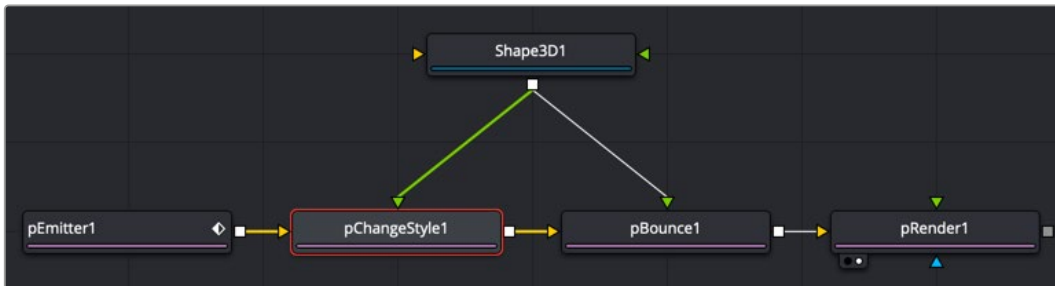 Shape3D1
pEmitter1
pChangeStyle1
pBounce1
pRender1